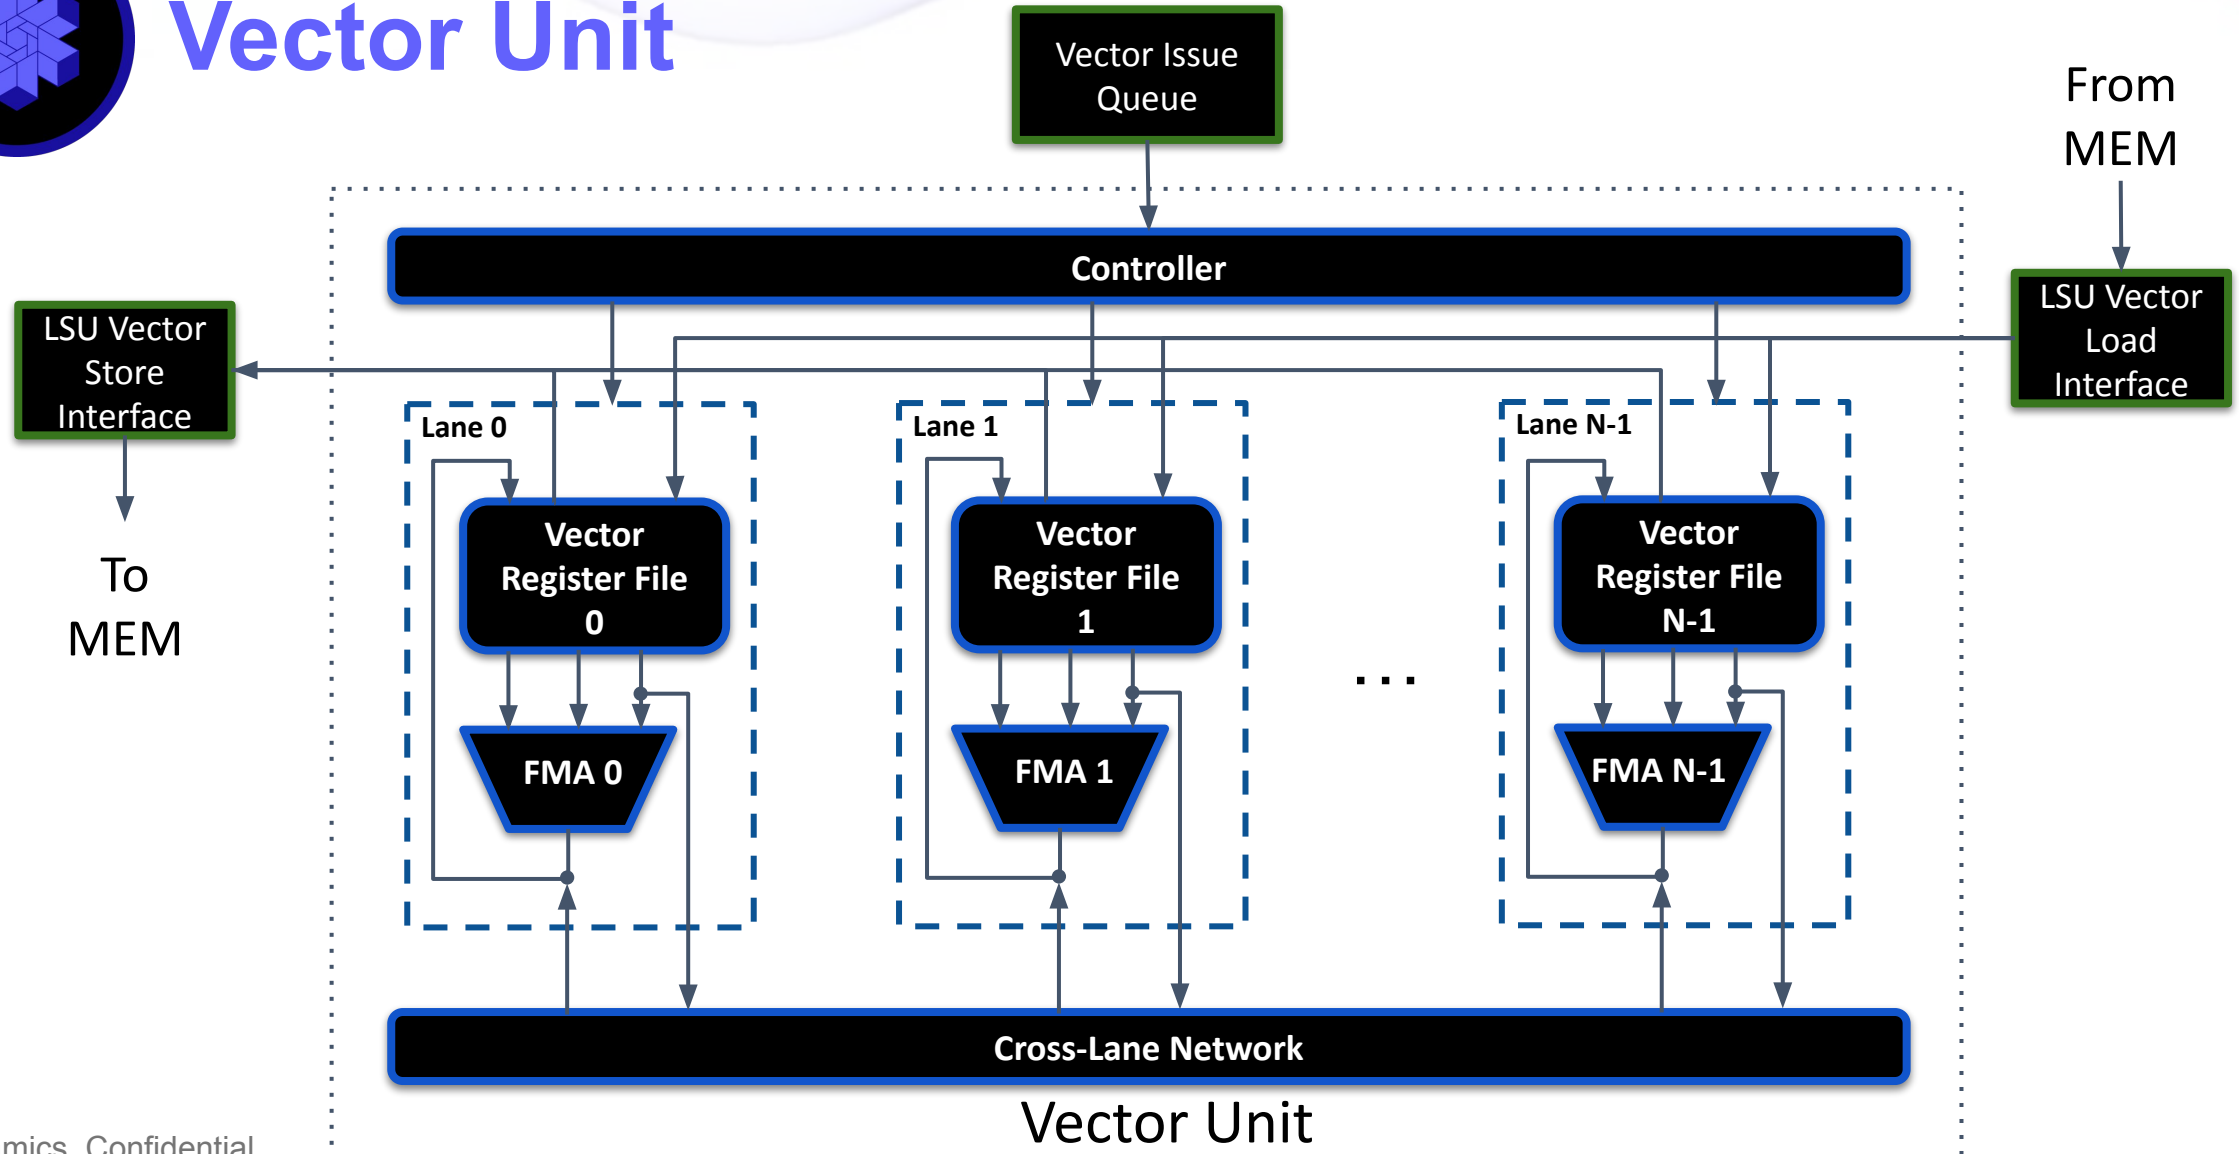 Vector Unit
Vector Issue
Queue
From
MEM
Controller
LSU Vector
Store
Interface
LSU Vector
Load
Interface
To
MEM
Lane 0
Vector
Register File
0
FMA 0
Lane 1
Vector
Register File
1
FMA 1
...
Lane N-1
Vector
Register File
N-1
FMA N-1
Cross-Lane Network
Vector Unit
Confidential